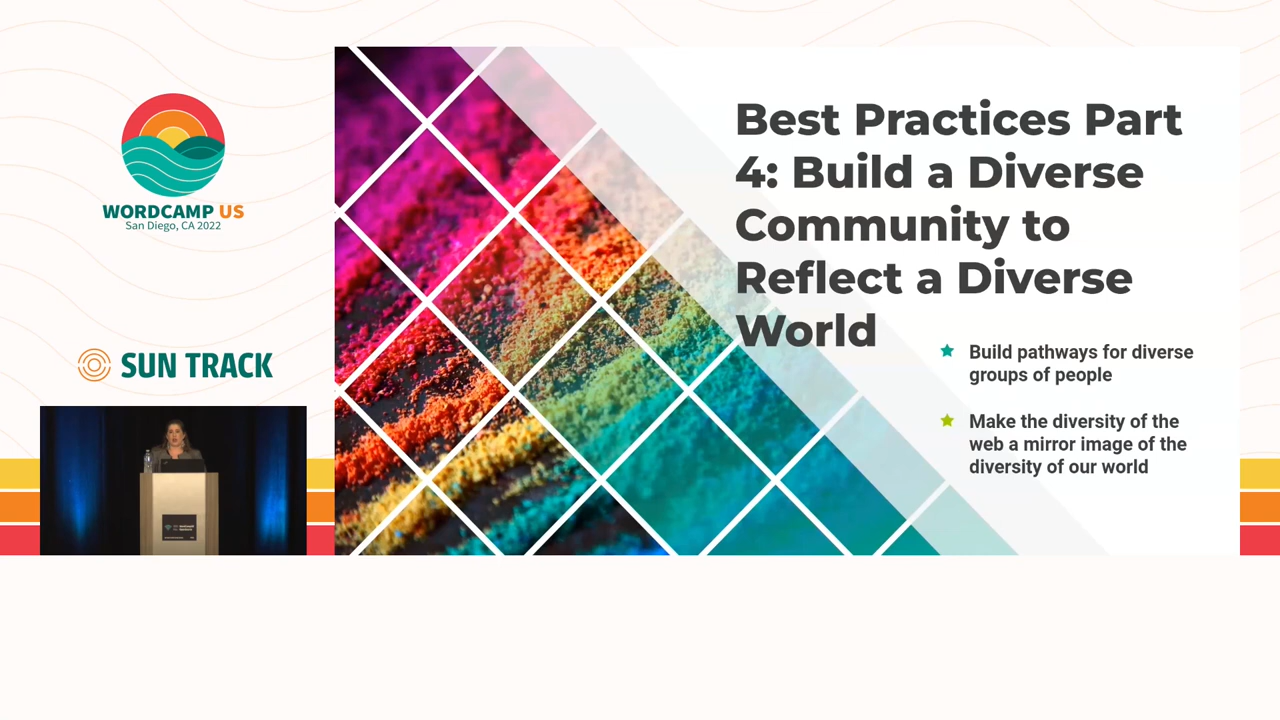 WORDCAMP US
San Diego, CA 2022
SUN TRACK
Best Practices Part
4: Build a Diverse
Community to
Reflect a Diverse
World
Build pathways for diverse
groups of people
Make the diversity of the
web a mirror image of the
diversity of our world